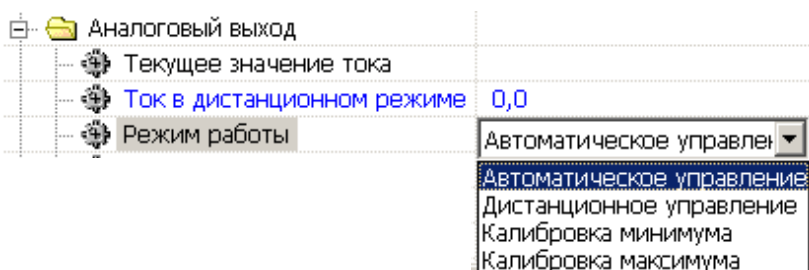 Аналоговый выход
Текущее значение тока
Ток в дистанционном режиме 0,0
Режим работы Автоматическое управлен
Автоматическое управление
Дистанционное управление
Калибровка минимума
Калибровка максимума